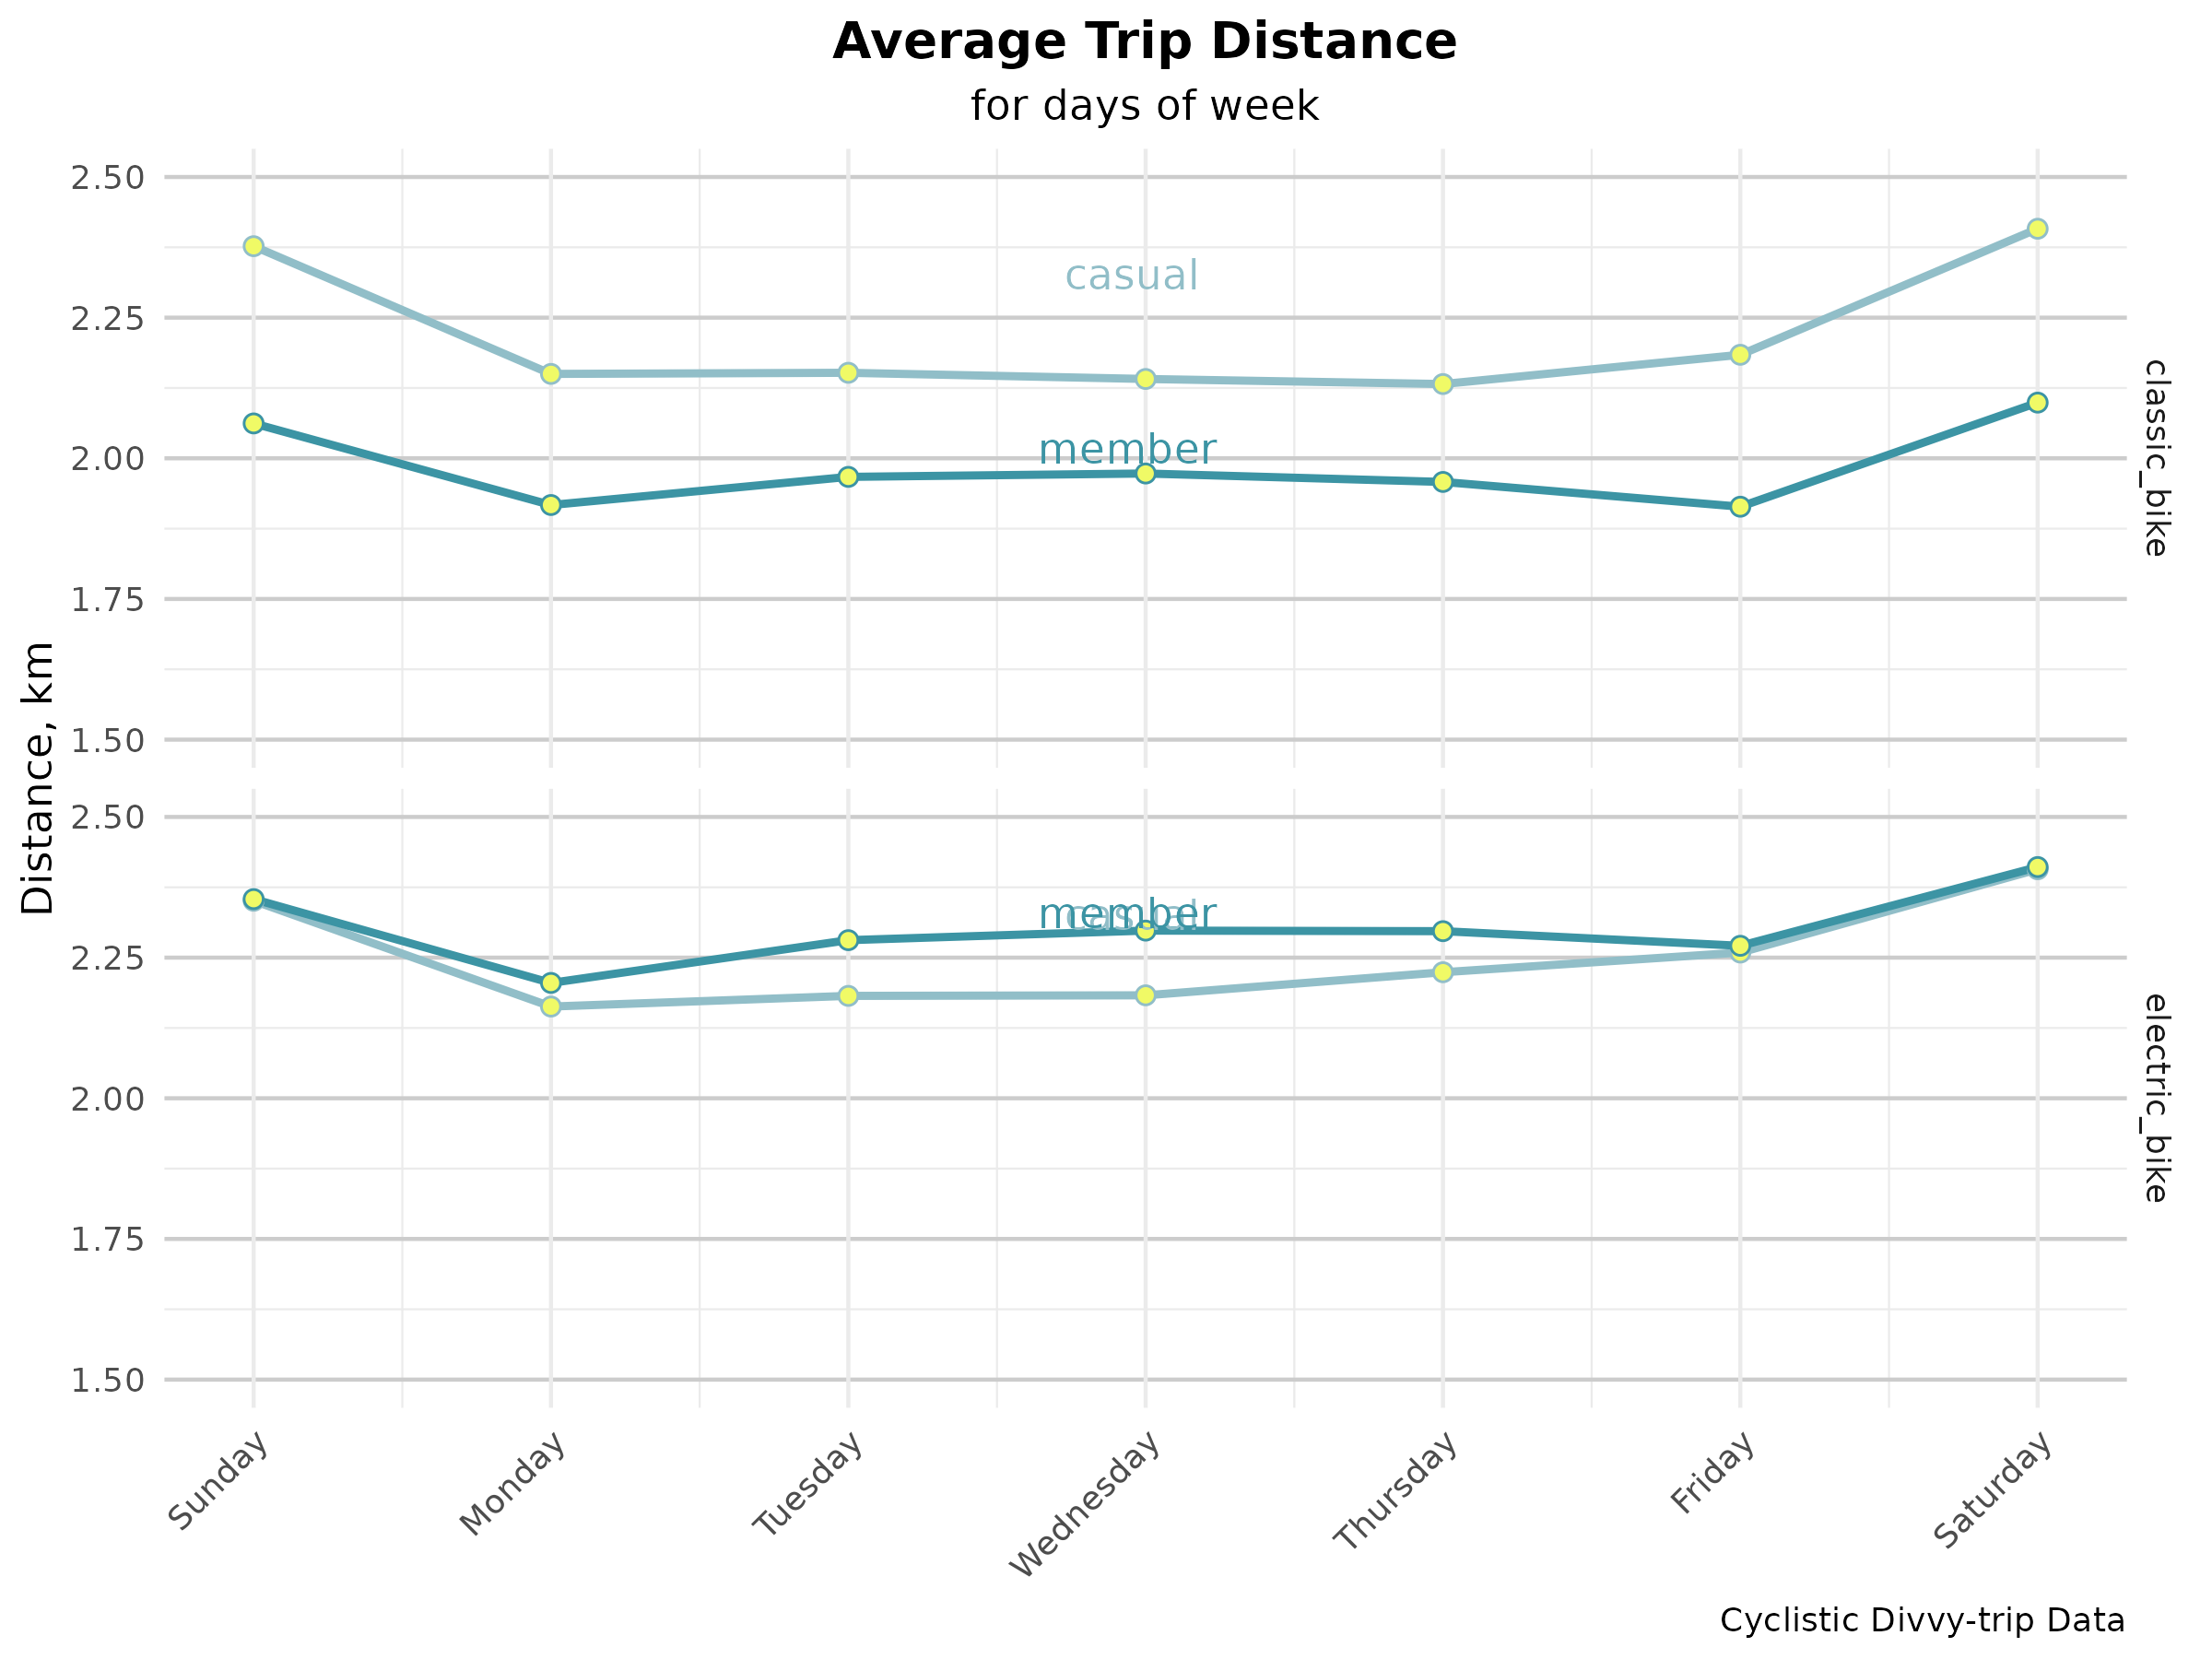 Average Trip Distance
for days of week
Distance, km
2.50
2.25
2.00
1.75
1.50
casual
member
classic_bike
2.50
2.25
2.00
1.75
1.50
member
casual
electric_bike
Sunday
Monday
Tuesday
Wednesday
Thursday
Friday
Saturday
Cyclistic Divvy-trip Data